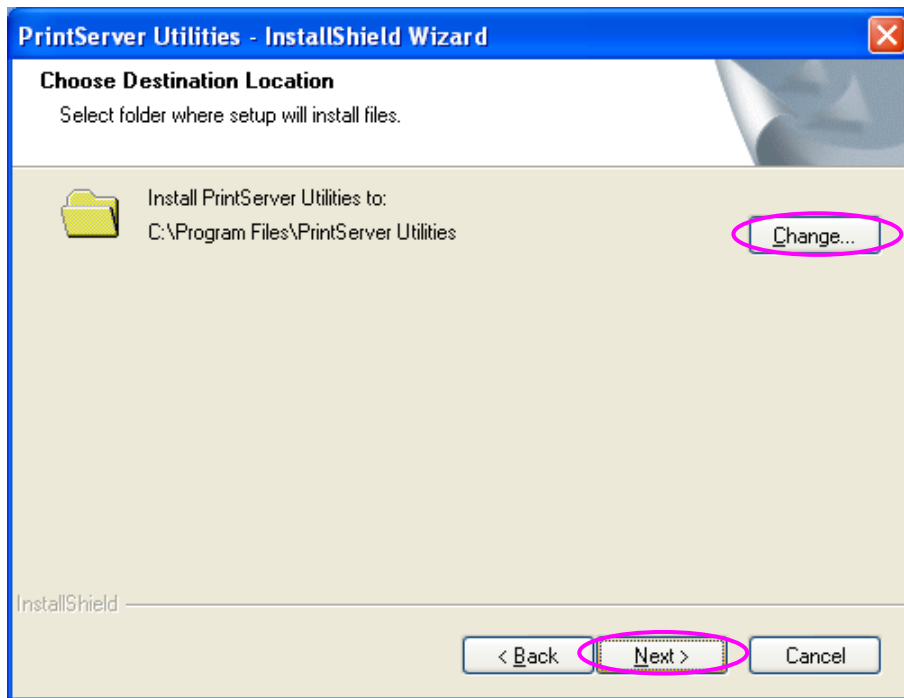 PrintServer Utilities - InstallShield Wizard
Choose Destination Location
Select folder where setup will install files.
Install PrintServer Utilities to:
C:\Program Files\PrintServer Utilities
Change...
InstallShield
< Back
Next >
Cancel